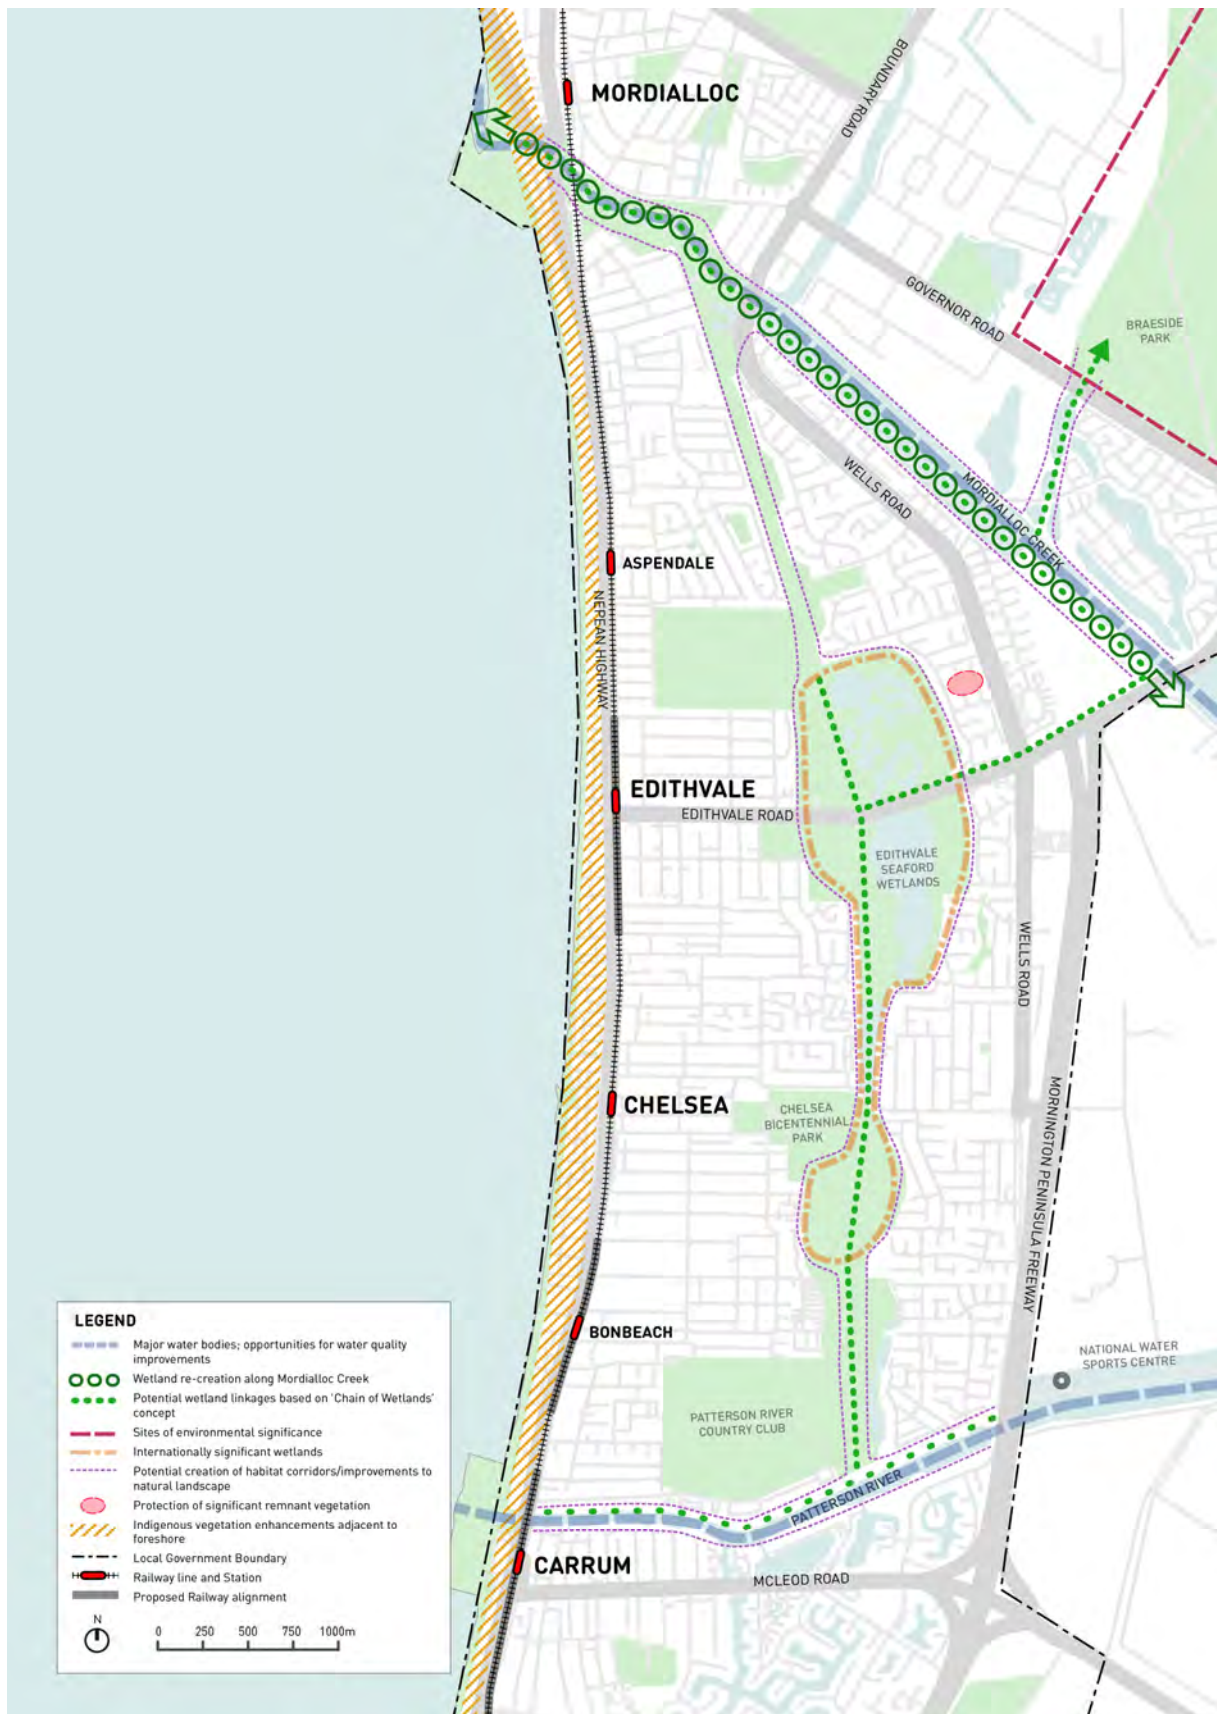 MORDIALLOC
BOUNDARY ROAD
GOVERNOR ROAD
BRAESIDE
PARK
WELLS ROAD
MORDIALLOC CREEK
ASPENDALE
NEPEAN HIGHWAY
EDITHVALE
EDITHVALE ROAD
EDITHVALE
SEAFORD
WETLANDS
WELLS ROAD
CHELSEA
CHELSEA
BICENTENNIAL
PARK
MORNINGTON PENINSULA FREEWAY
BONBEACH
NATIONAL WATER
SPORTS CENTRE
PATTERSON RIVER
COUNTRY CLUB
PATTERSON RIVER
CARRUM
MCLEOD ROAD
LEGEND
Major water bodies; opportunities for water quality
improvements
Wetland re-creation along Mordialloc Creek
Potential wetland linkages based on 'Chain of Wetlands'
concept
Sites of environmental significance
Internationally significant wetlands
Potential creation of habitat corridors/improvements to
natural landscape
Protection of significant remnant vegetation
Indigenous vegetation enhancements adjacent to
foreshore
Local Government Boundary
Railway line and Station
Proposed Railway alignment
N
0 250 500 750 1000m